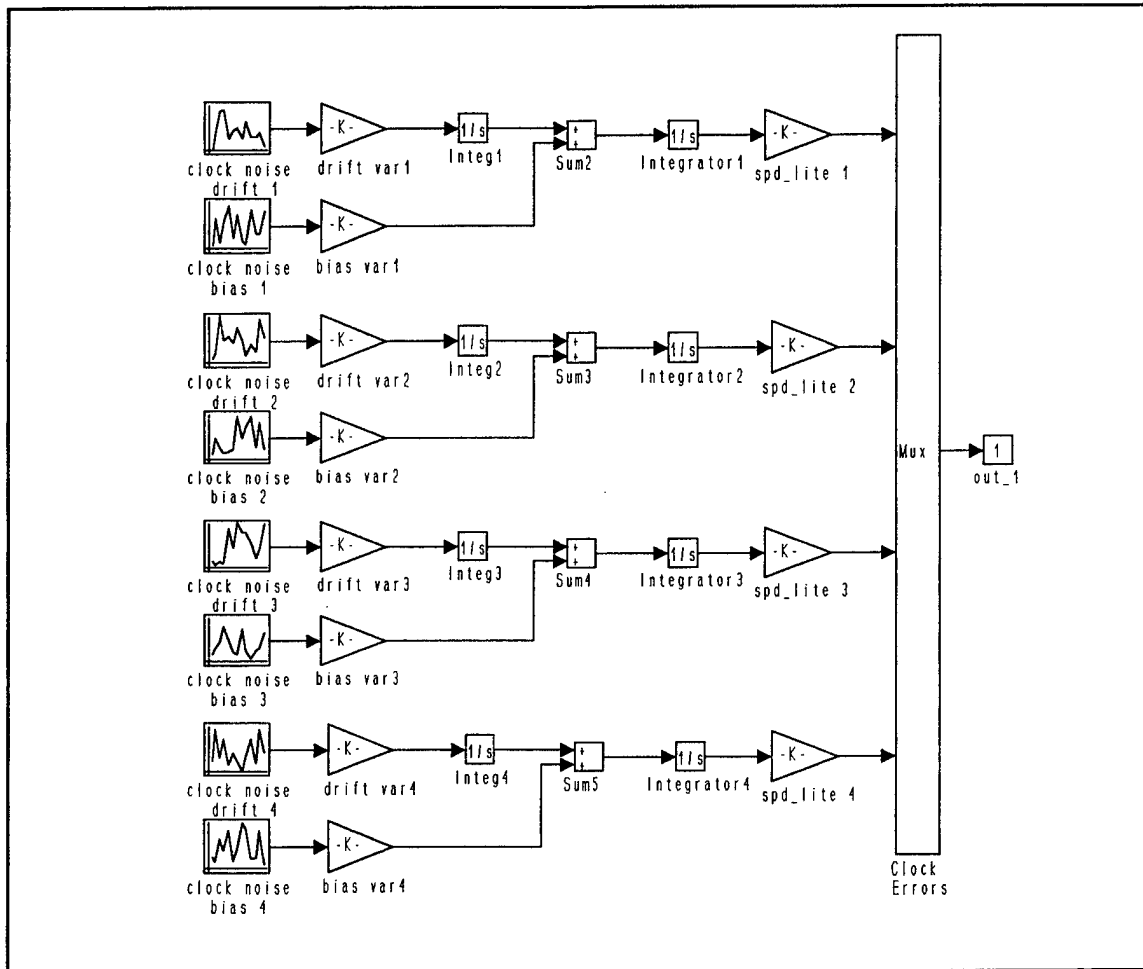 -K-
1/s
+
+
1/s
-K-
clock noise
drift 1
drift var1
Integ1
Sum2
Integrator1
spd_lite 1
-K-
clock noise
bias 1
bias var1
-K-
1/s
+
+
1/s
-K-
clock noise
drift 2
drift var2
Integ2
Sum3
Integrator2
spd_lite 2
-K-
clock noise
bias 2
bias var2
Mux
1
out_1
-K-
1/s
+
+
1/s
-K-
clock noise
drift 3
drift var3
Integ3
Sum4
Integrator3
spd_lite 3
-K-
clock noise
bias 3
bias var3
-K-
1/s
+
+
1/s
-K-
clock noise
drift 4
drift var4
Integ4
Sum5
Integrator4
spd_lite 4
-K-
clock noise
bias 4
bias var4
Clock
Errors